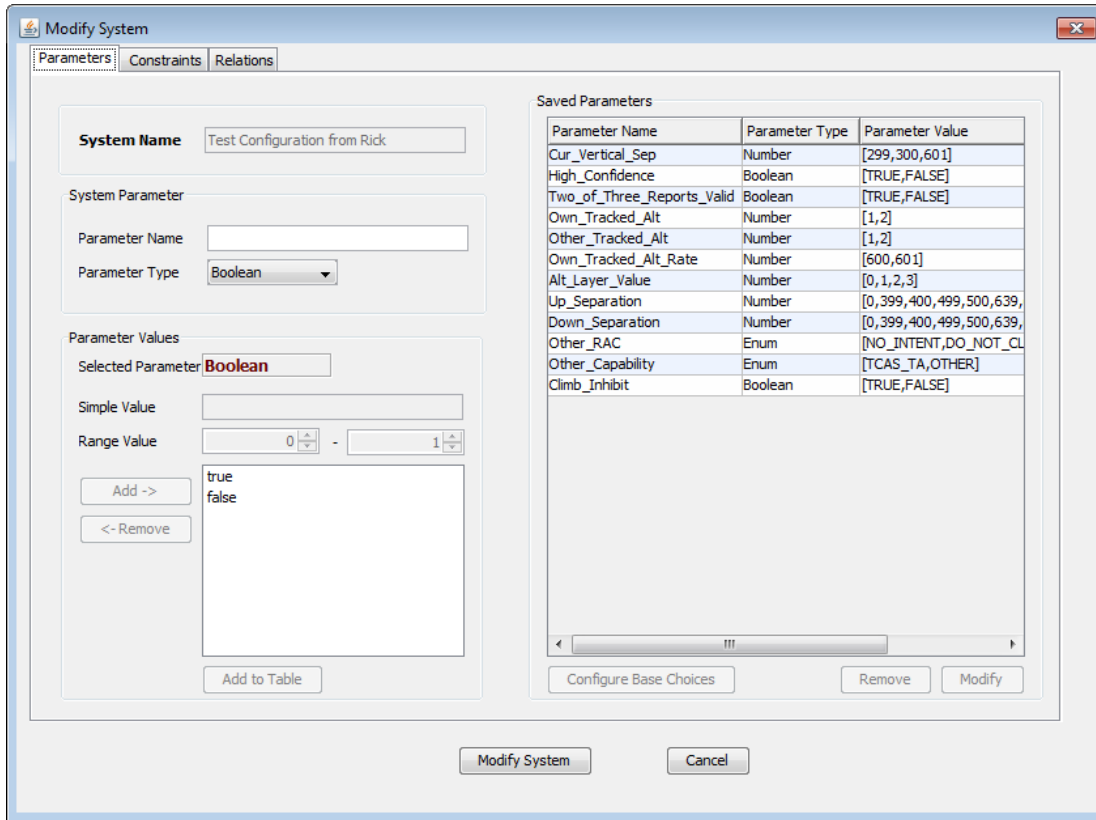 Modify System
Parameters Constraints Relations
System Name Test Configuration from Rick
System Parameter
Parameter Name
Parameter Type Boolean
Parameter Values
Selected Parameter Boolean
Simple Value
Range Value 0 - 1
Add ->
<- Remove
true
false
Add to Table
Saved Parameters
Parameter Name Parameter Type Parameter Value
Cur_Vertical_Sep Number [299,300,601]
High_Confidence Boolean [TRUE,FALSE]
Two_of_Three_Reports_Valid Boolean [TRUE,FALSE]
Own_Tracked_Alt Number [1,2]
Other_Tracked_Alt Number [1,2]
Own_Tracked_Alt_Rate Number [600,601]
Alt_Layer_Value Number [0,1,2,3]
Up_Separation Number [0,399,400,499,500,639,
Down_Separation Number [0,399,400,499,500,639,
Other_RAC Enum [NO_INTENT,DO_NOT_CL
Other_Capability Enum [TCAS_TA,OTHER]
Climb_Inhibit Boolean [TRUE,FALSE]
Configure Base Choices Remove Modify
Modify System Cancel